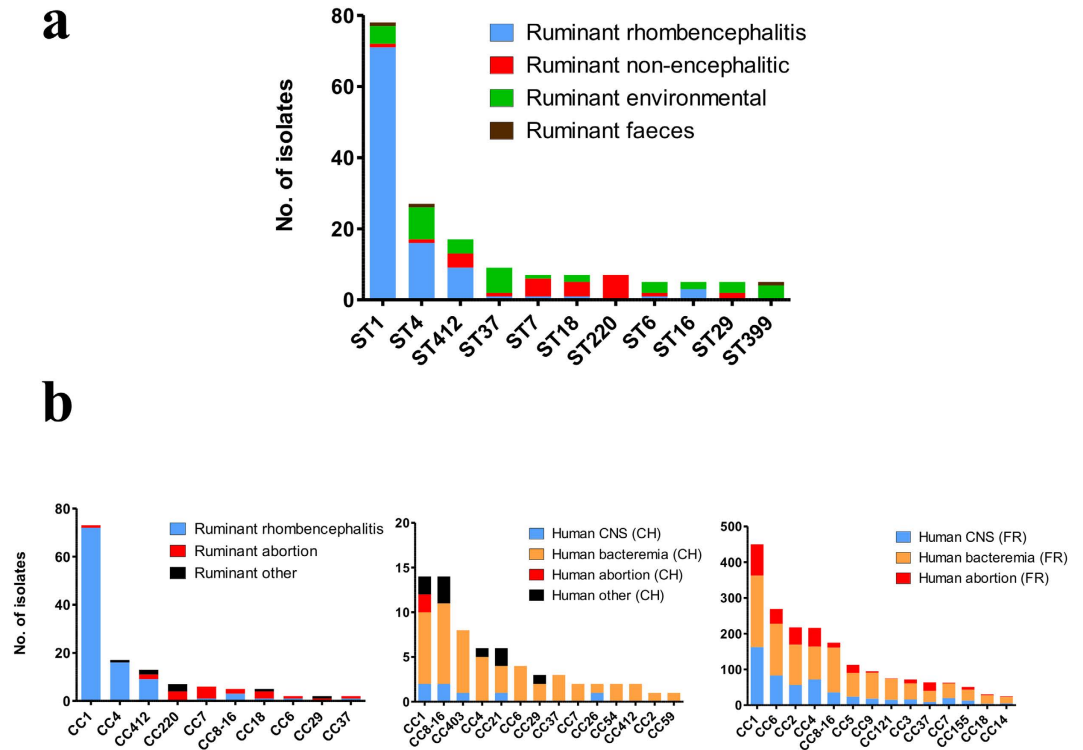 a
No. of isolates
80
60
40
20
0
Ruminant rhombencephalitis
Ruminant non-encephalitic
Ruminant environmental
Ruminant faeces
ST1 ST4 ST412 ST37 ST7 ST18 ST220 ST6 ST16 ST29 ST399
b
No. of isolates
80
60
40
20
0
Ruminant rhombencephalitis
Ruminant abortion
Ruminant other
CC1 CC4 CC412 CC220 CC7 CC8-16 CC18 CC6 CC29 CC37
20
15
10
5
0
Human CNS (CH)
Human bacteremia (CH)
Human abortion (CH)
Human other (CH)
CC1 CC8-16 CC403 CC4 CC21 CC6 CC29 CC37 CC7 CC26 CC54 CC412 CC2 CC59
500
400
300
200
100
0
Human CNS (FR)
Human bacteremia (FR)
Human abortion (FR)
CC1 CC6 CC2 CC4 CC8-16 CC5 CC9 CC121 CC3 CC37 CC7 CC155 CC18 CC14